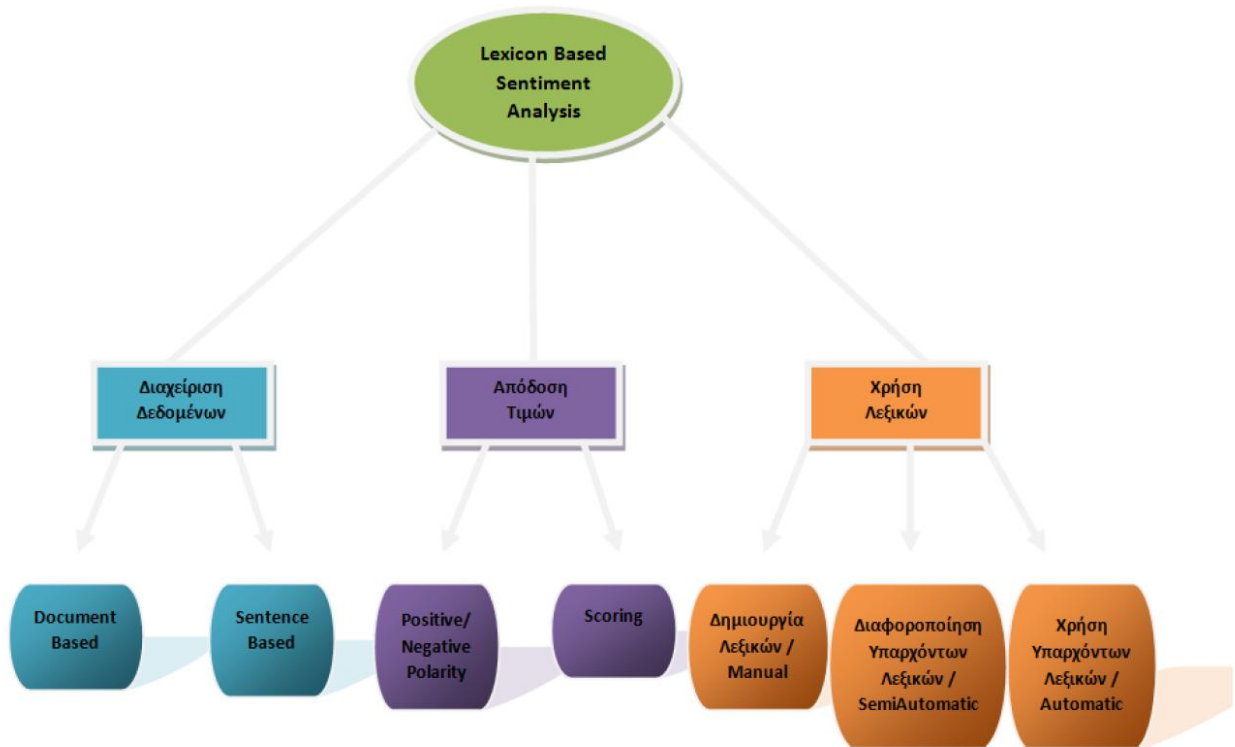 Lexicon Based
Sentiment
Analysis
Διαχείριση
Δεδομένων
Απόδοση
Τιμών
Χρήση
Λεξικών
Document
Based
Sentence
Based
Positive/
Negative
Polarity
Scoring
Δημιουργία
Λεξικών /
Manual
Διαφοροποίηση
Υπαρχόντων
Λεξικών /
SemiAutomatic
Χρήση
Υπαρχόντων
Λεξικών /
Automatic